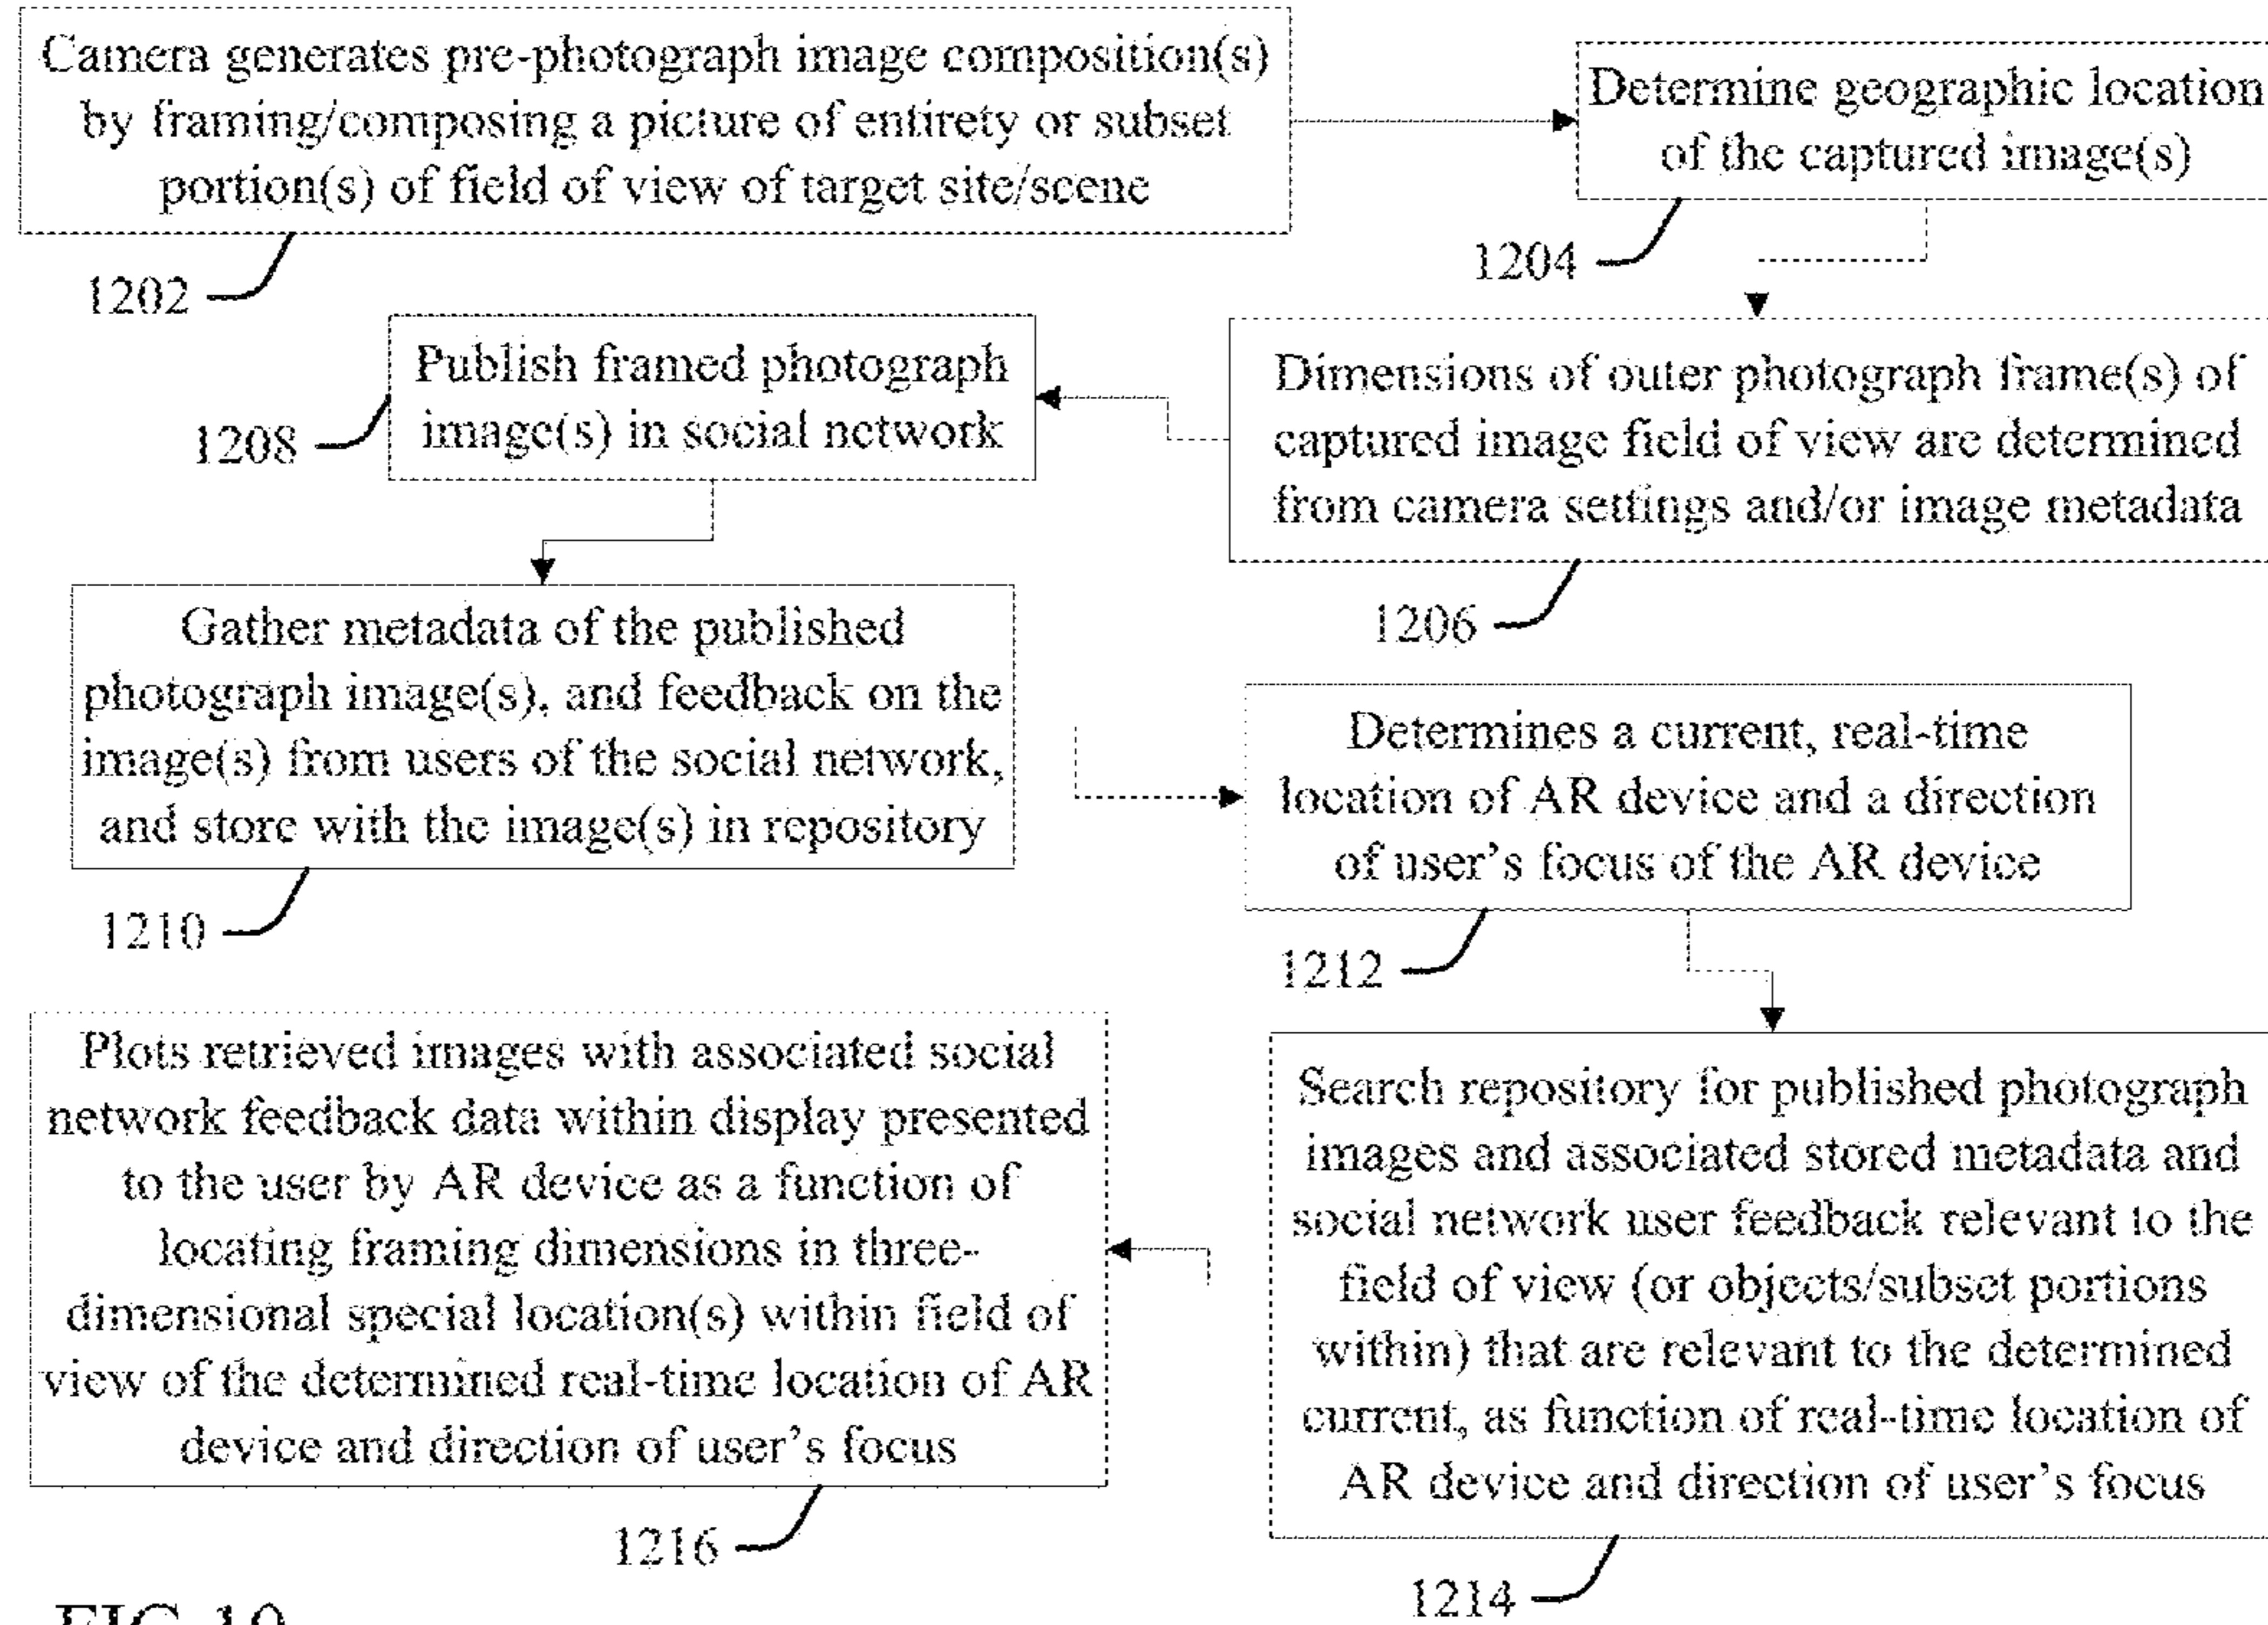 Camera generates pre-photograph image composition(s)
by framing/composing a picture of entirety or subset
portion(s) of field of view of target site/scene
1202
Determine geographic location
of the captured image(s)
1204
Dimensions of outer photograph frame(s) of
captured image field of view are determined
from camera settings and/or image metadata
1206
Publish framed photograph
image(s) in social network
1208
Gather metadata of the published
photograph image(s), and feedback on the
image(s) from users of the social network,
and store with the image(s) in repository
1210
Determines a current, real-time
location of AR device and a direction
of user's focus of the AR device
1212
Search repository for published photograph
images and associated stored metadata and
social network user feedback relevant to the
field of view (or objects/subset portions
within) that are relevant to the determined
current, as function of real-time location of
AR device and direction of user's focus
1214
Plots retrieved images with associated social
network feedback data within display presented
to the user by AR device as a function of
locating framing dimensions in three-
dimensional special location(s) within field of
view of the determined real-time location of AR
device and direction of user's focus
1216